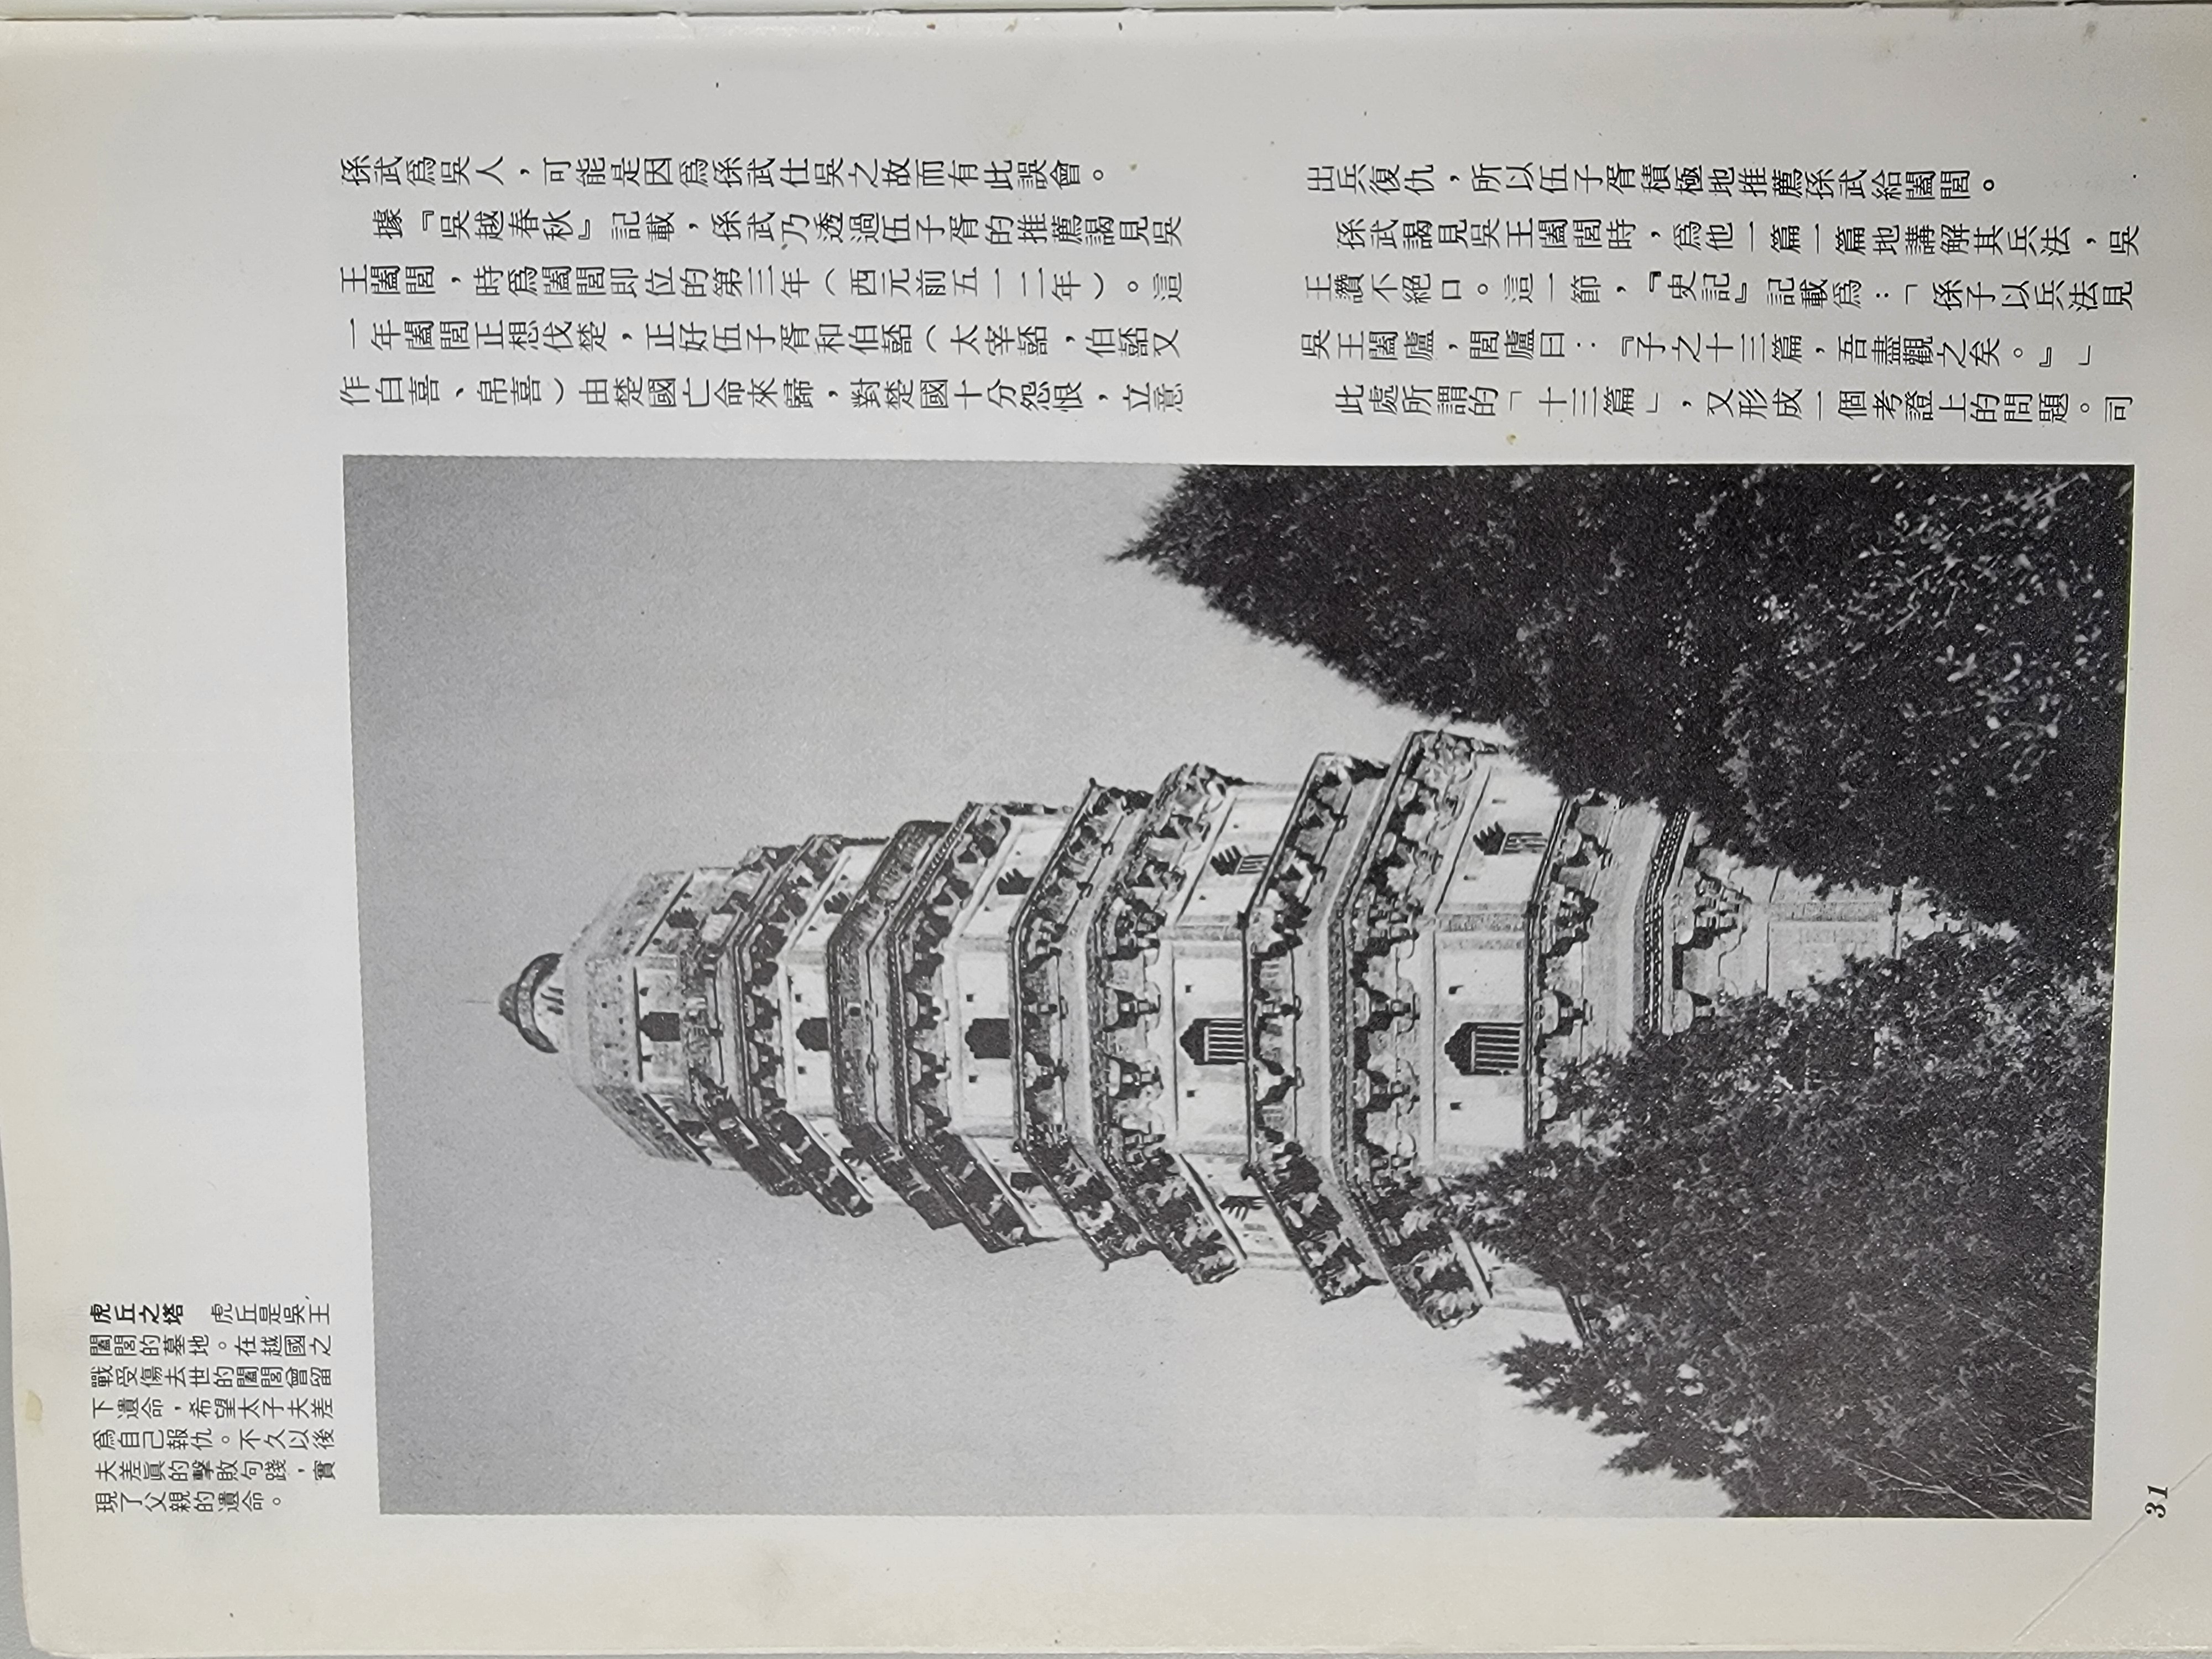 孫武爲吳人，可能是因爲孫武仕吳之故而有此誤會。
據『吳越春秋』記載，孫武乃透過伍子胥的推薦謁見吳
王闔閭，時爲闔閭即位的第三年（西元前五一二年）。這
一年闔閭正想伐楚，正好伍子胥和伯嚭（太宰嚭，伯嚭又
作白喜、帛喜）由楚國亡命來歸，對楚國十分怨恨，立意
出兵復仇，所以伍子胥積極地推薦孫武給闔閭。
孫武謁見吳王闔閭時，爲他一篇一篇地講解其兵法，吳
王讚不絕口。這一節，『史記』記載爲：「孫子以兵法見
吳王闔廬，閭廬曰：『子之十三篇，吾盡觀之矣。』」
此處所謂的「十三篇」，又形成一個考證上的問題。司
虎丘之塔　虎丘是吳王
闔閭的墓地。在越國之
戰受傷去世的闔閭曾留
下遺命，希望太子夫差
爲自己報仇。不久以後
夫差眞的擊敗句踐，實
現了父親的遺命。
31